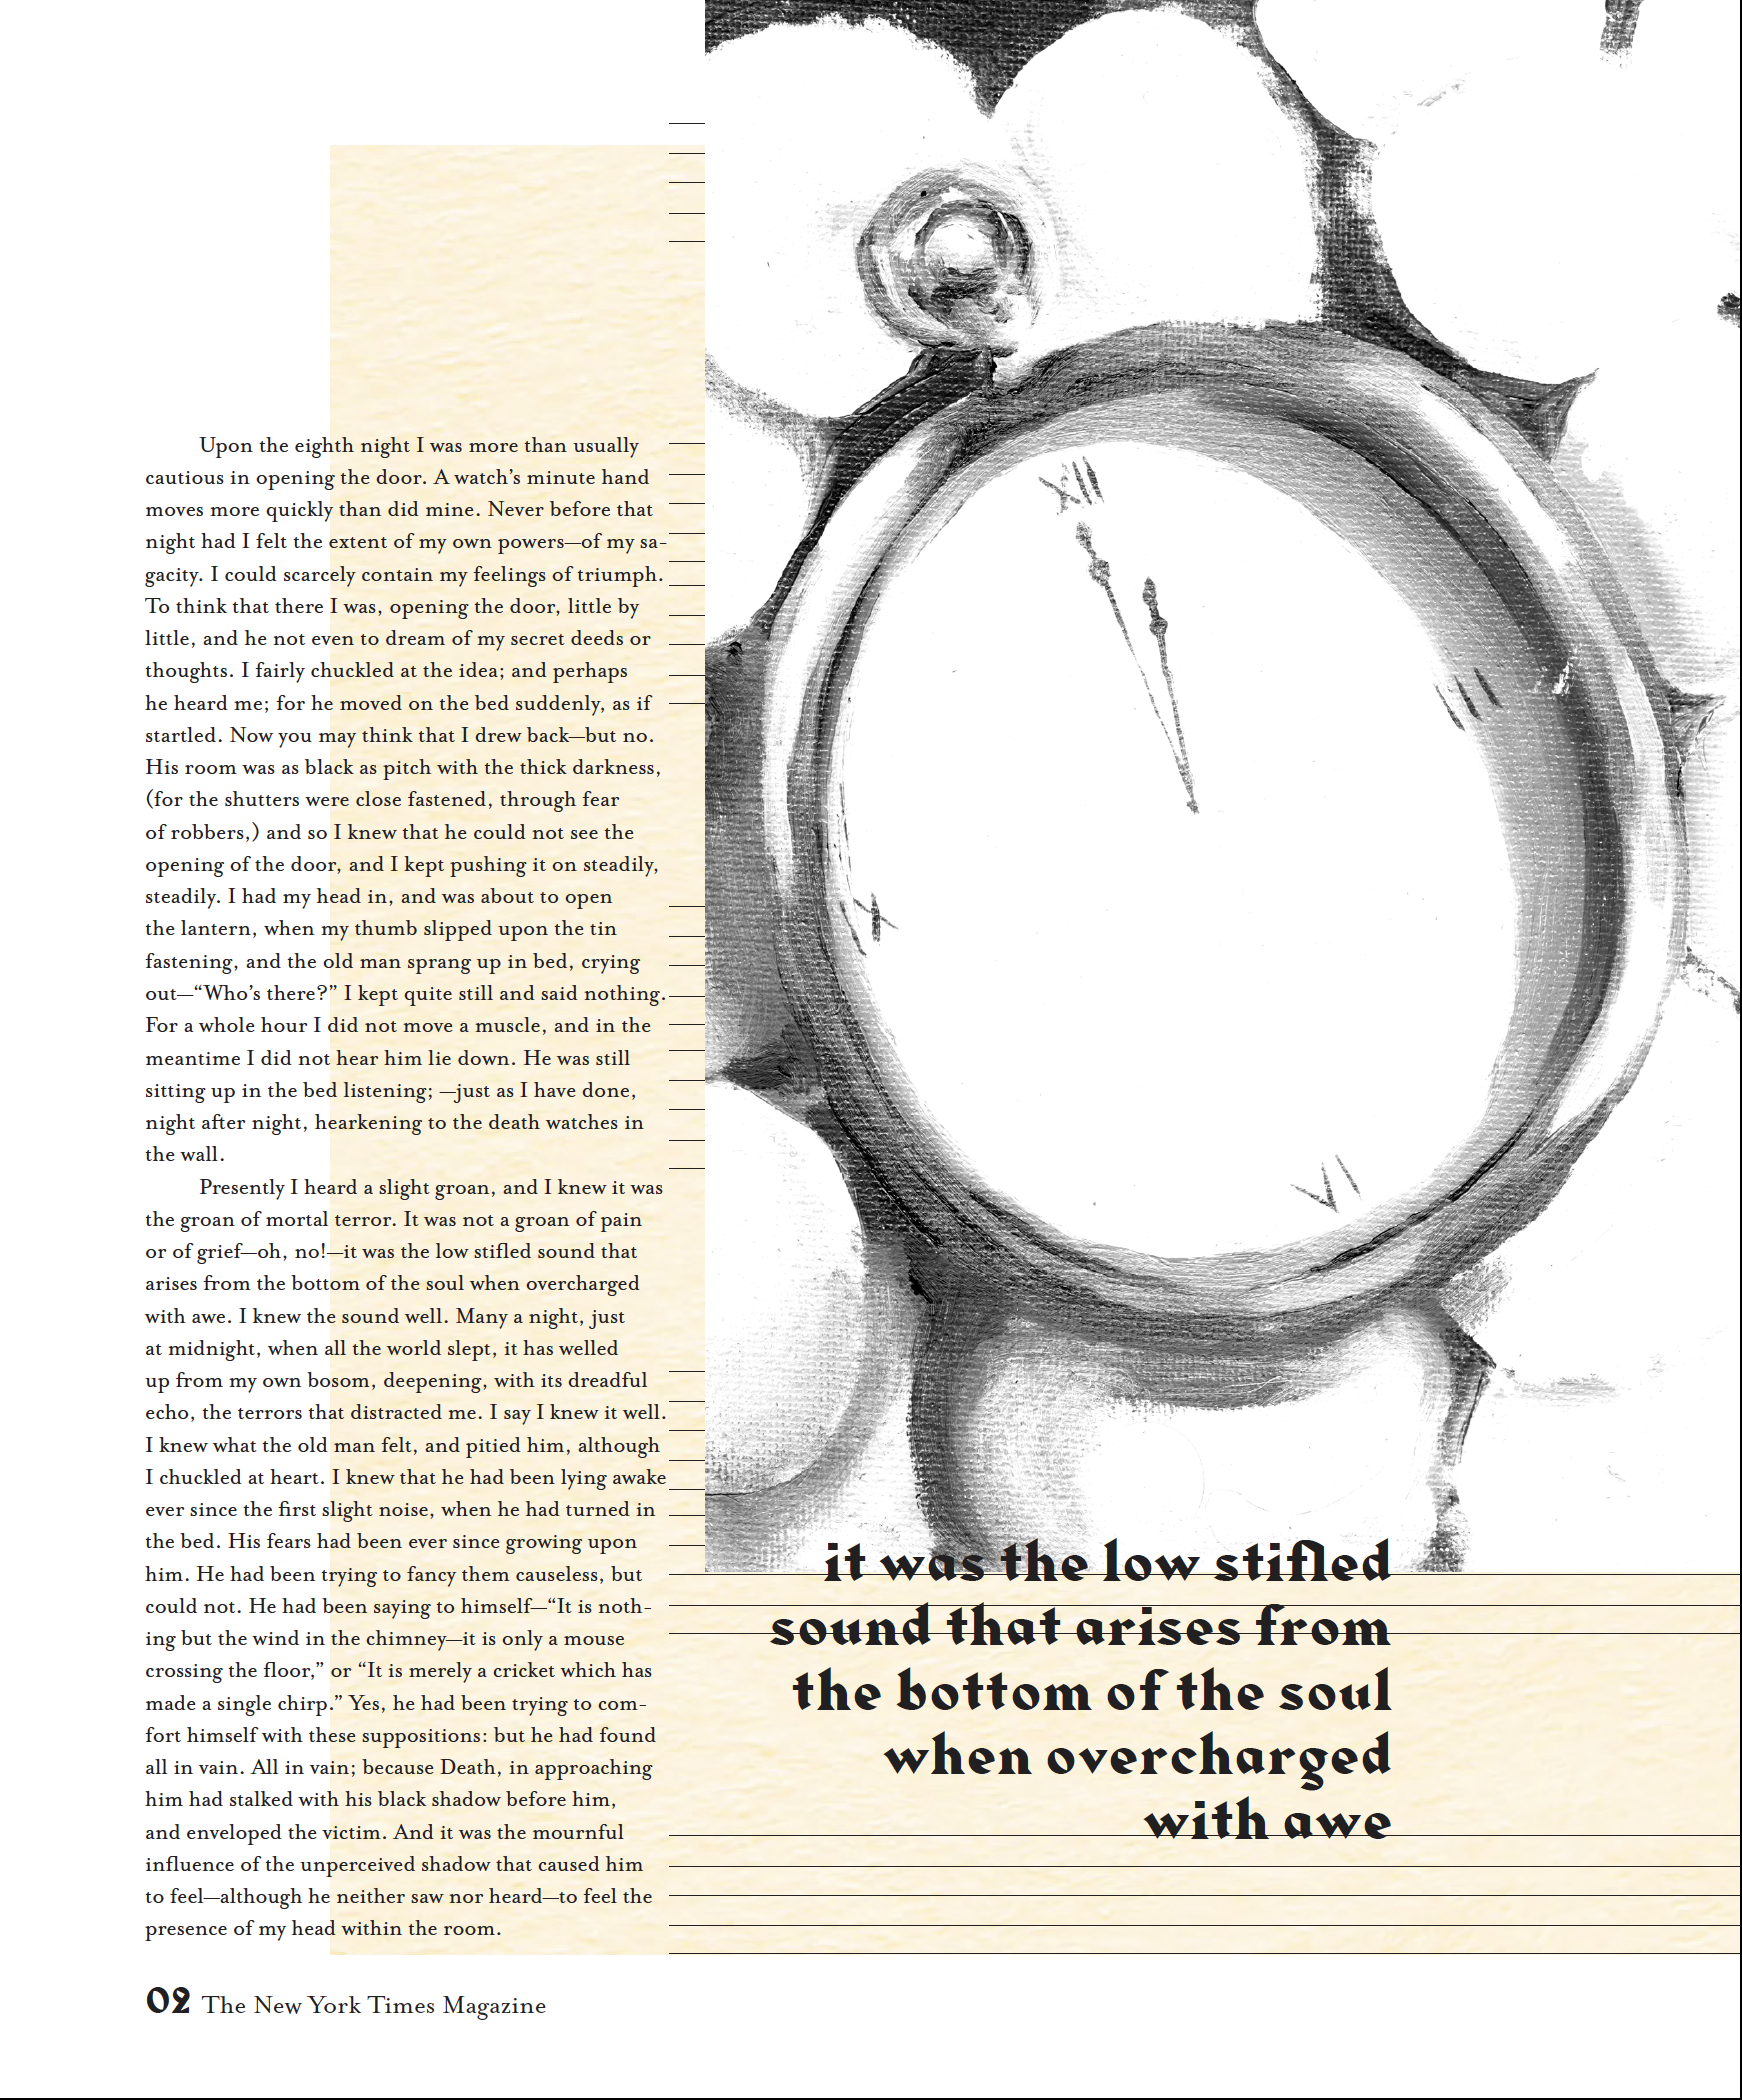 Upon the eighth night I was more than usually
cautious in opening the door. A watch’s minute hand
moves more quickly than did mine. Never before that
night had I felt the extent of my own powers—of my sa-
gacity. I could scarcely contain my feelings of triumph.
To think that there I was, opening the door, little by
little, and he not even to dream of my secret deeds or
thoughts. I fairly chuckled at the idea; and perhaps
he heard me; for he moved on the bed suddenly, as if
startled. Now you may think that I drew back—but no.
His room was as black as pitch with the thick darkness,
(for the shutters were close fastened, through fear
of robbers,) and so I knew that he could not see the
opening of the door, and I kept pushing it on steadily,
steadily. I had my head in, and was about to open
the lantern, when my thumb slipped upon the tin
fastening, and the old man sprang up in bed, crying
out—“Who’s there?” I kept quite still and said nothing.
For a whole hour I did not move a muscle, and in the
meantime I did not hear him lie down. He was still
sitting up in the bed listening; —just as I have done,
night after night, hearkening to the death watches in
the wall.
Presently I heard a slight groan, and I knew it was
the groan of mortal terror. It was not a groan of pain
or of grief—oh, no!—it was the low stifled sound that
arises from the bottom of the soul when overcharged
with awe. I knew the sound well. Many a night, just
at midnight, when all the world slept, it has welled
up from my own bosom, deepening, with its dreadful
echo, the terrors that distracted me. I say I knew it well.
I knew what the old man felt, and pitied him, although
I chuckled at heart. I knew that he had been lying awake
ever since the first slight noise, when he had turned in
the bed. His fears had been ever since growing upon
him. He had been trying to fancy them causeless, but
could not. He had been saying to himself—“It is noth-
ing but the wind in the chimney—it is only a mouse
crossing the floor,” or “It is merely a cricket which has
made a single chirp.” Yes, he had been trying to com-
fort himself with these suppositions: but he had found
all in vain. All in vain; because Death, in approaching
him had stalked with his black shadow before him,
and enveloped the victim. And it was the mournful
influence of the unperceived shadow that caused him
to feel—although he neither saw nor heard—to feel the
presence of my head within the room.
XII
III
IX
VI
it was the low stifled
sound that arises from
the bottom of the soul
when overcharged
with awe
02 The New York Times Magazine